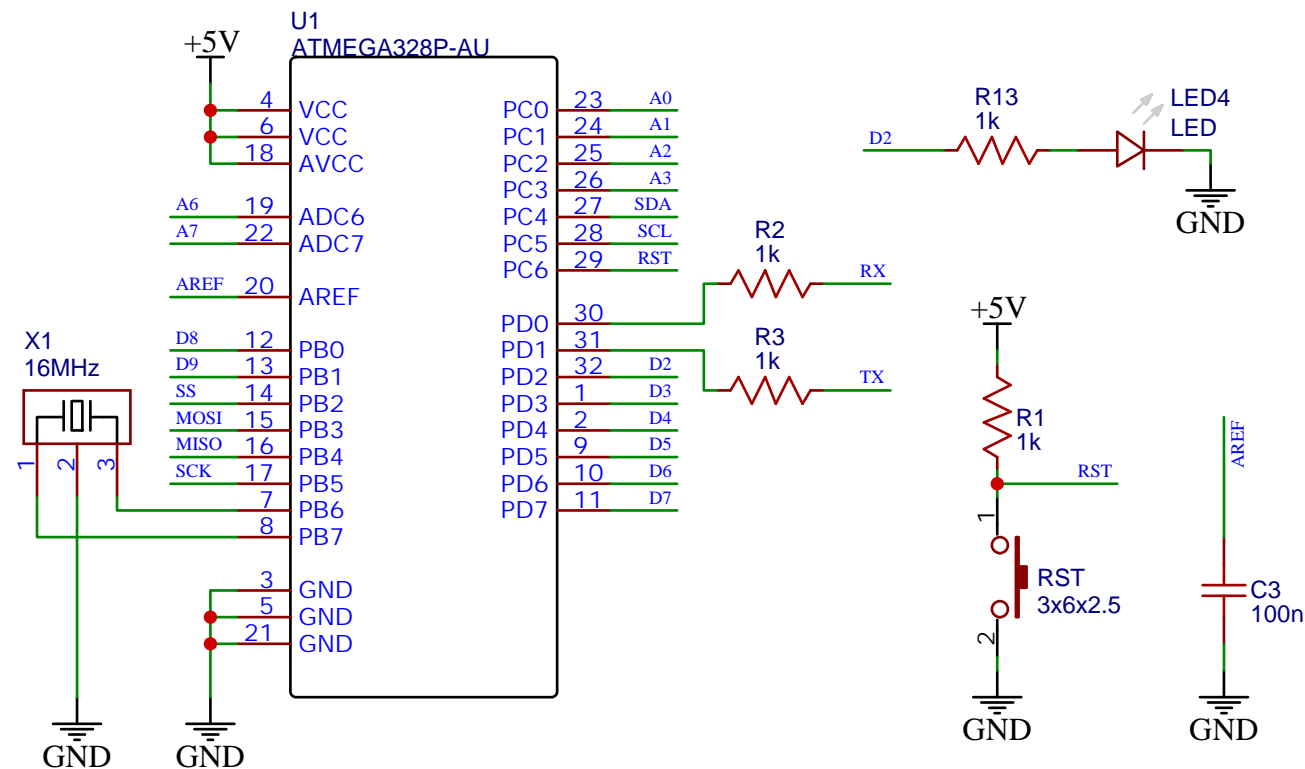 U1
ATMEGA328P-AU
+5V
4 VCC
6 VCC
18 AVCC
A6 19 ADC6
A7 22 ADC7
AREF 20 AREF
D8 12 PB0
D9 13 PB1
SS 14 PB2
MOSI 15 PB3
MISO 16 PB4
SCK 17 PB5
7 PB6
8 PB7
3 GND
5 GND
21 GND
PC0 23 A0
PC1 24 A1
PC2 25 A2
PC3 26 A3
PC4 27 SDA
PC5 28 SCL
PC6 29 RST
PD0 30
PD1 31
PD2 32 D2
PD3 1 D3
PD4 2 D4
PD5 9 D5
PD6 10 D6
PD7 11 D7
X1
16MHz
1 2 3
GND
GND
R2
1k
RX
R3
1k
TX
D2
R13
1k
LED4
LED
GND
+5V
R1
1k
RST
1
RST
3x6x2.5
2
GND
AREF
C3
100n
GND